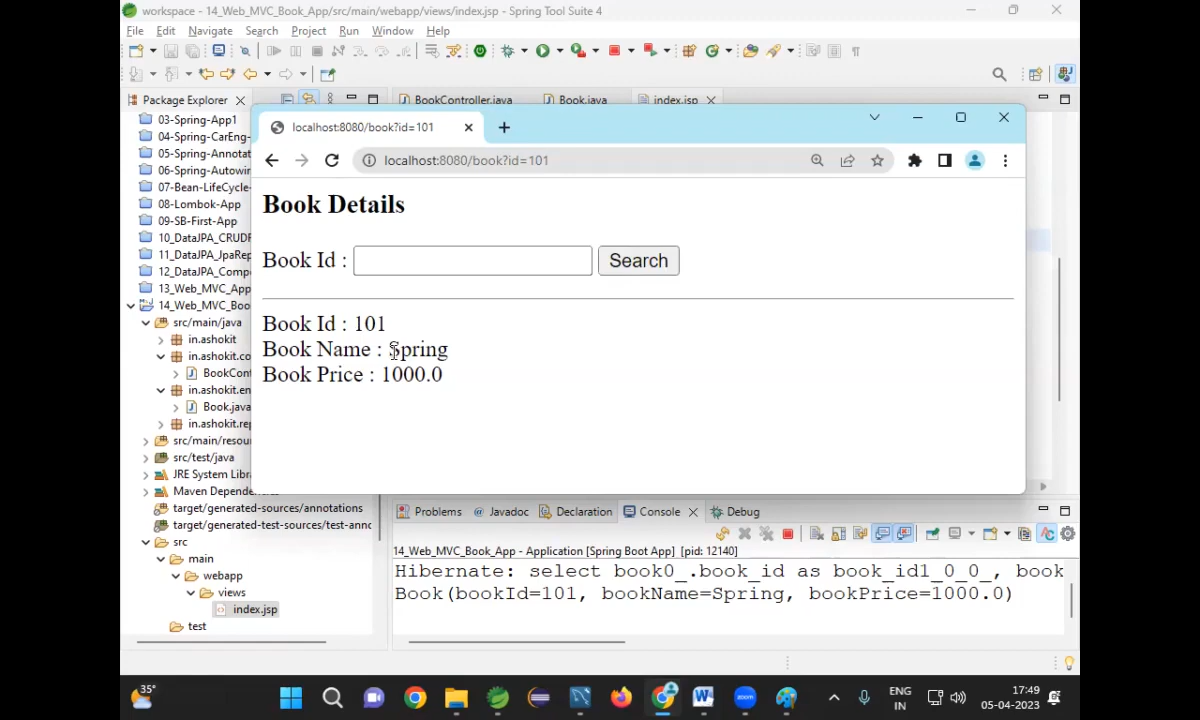 workspace - 14_Web_MVC_Book_App/src/main/webapp/views/index.jsp - Spring Tool Suite 4
File Edit Navigate Search Project Run Window Help
Package Explorer
BookController.java Book.java index.jsp
03-Spring-App1
04-Spring-CarEng-
05-Spring-Annotat
06-Spring-Autowir
07-Bean-LifeCycle-
08-Lombok-App
09-SB-First-App
10_DataJPA_CRUDF
11_DataJPA_JpaRep
12_DataJPA_Comp
13_Web_MVC_App
14_Web_MVC_Boo
src/main/java
in.ashokit
in.ashokit.co
BookCont
in.ashokit.en
Book.java
in.ashokit.rep
src/main/resou
src/test/java
JRE System Libr
Maven Dependencies
target/generated-sources/annotations
target/generated-test-sources/test-anno
src
main
webapp
views
index.jsp
test
localhost:8080/book?id=101
localhost:8080/book?id=101
Book Details
Book Id : Search
Book Id : 101
Book Name : Spring
Book Price : 1000.0
Problems Javadoc Declaration Console Debug
14_Web_MVC_Book_App - Application [Spring Boot App] [pid: 12140]
Hibernate: select book0_.book_id as book_id1_0_0_, book
Book(bookId=101, bookName=Spring, bookPrice=1000.0)
35°
ENG
IN
17:49
05-04-2023